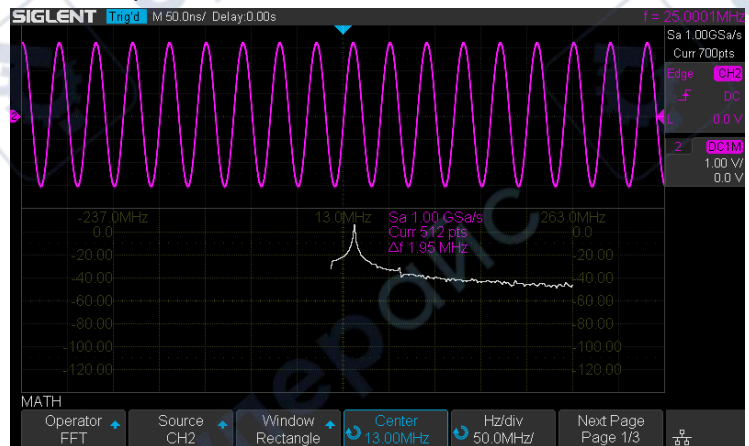 SIGLENT Trig'd M 50.0ns/ Delay:0.00s f = 25.0001MHz
Sa 1.00GSa/s
Curr 700pts
Edge CH2
DC
L 0.0 V
2 DC1M
1.00 V/
0.0 V
2
-237.0MHz 13.0MHz Sa 1.00 GSa/s 263.0MHz
0.0 Curr 512 pts 0.0
-20.00 Δf 1.95 MHz -20.00
-40.00 -40.00
-60.00 -60.00
-80.00 -80.00
-100.00 -100.00
-120.00 -120.00
MATH
Operator Source Window Center Hz/div Next Page
FFT CH2 Rectangle 13.00MHz 50.0MHz/ Page 1/3